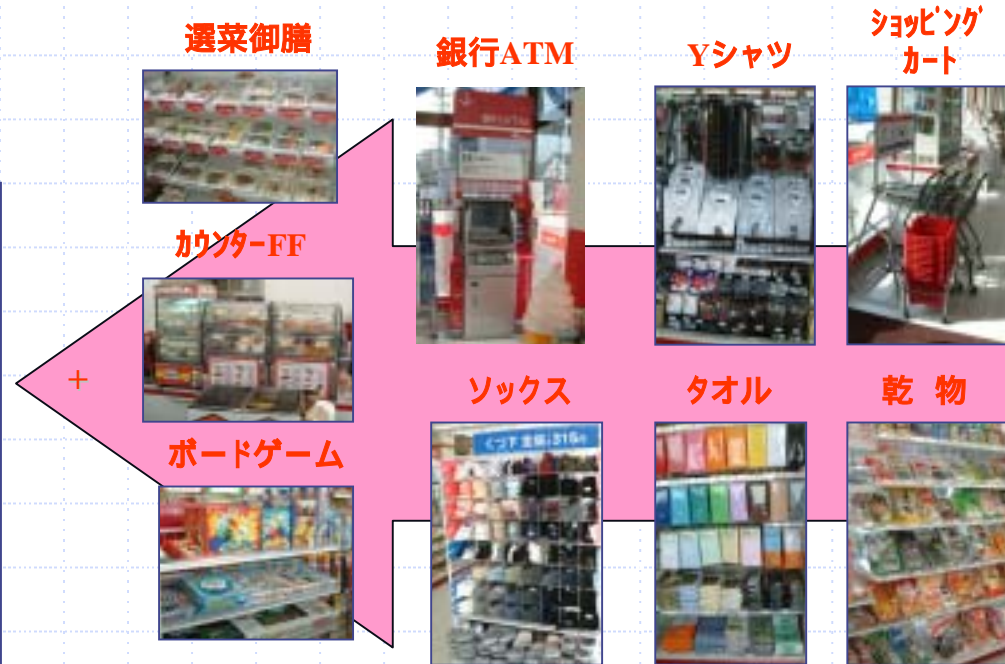 選菜御膳
銀行ATM
Yシャツ
ショッピング
カート
カウンターFF
+
ボードゲーム
ソックス
タオル
乾 物